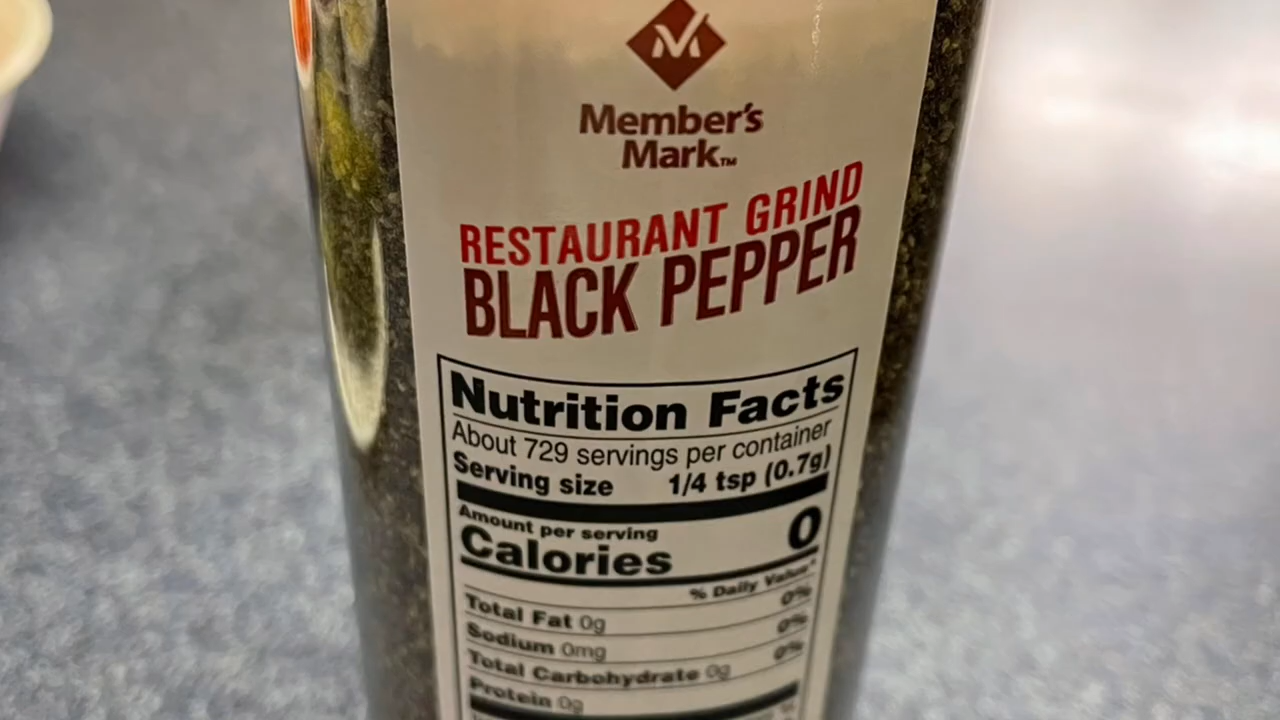 Member's
Mark™
RESTAURANT GRIND
BLACK PEPPER
Nutrition Facts
About 729 servings per container
Serving size 1/4 tsp (0.7g)
Amount per serving
Calories 0
% Daily Value*
Total Fat 0g 0%
Sodium 0mg 0%
Total Carbohydrate 0g 0%
Protein 0g